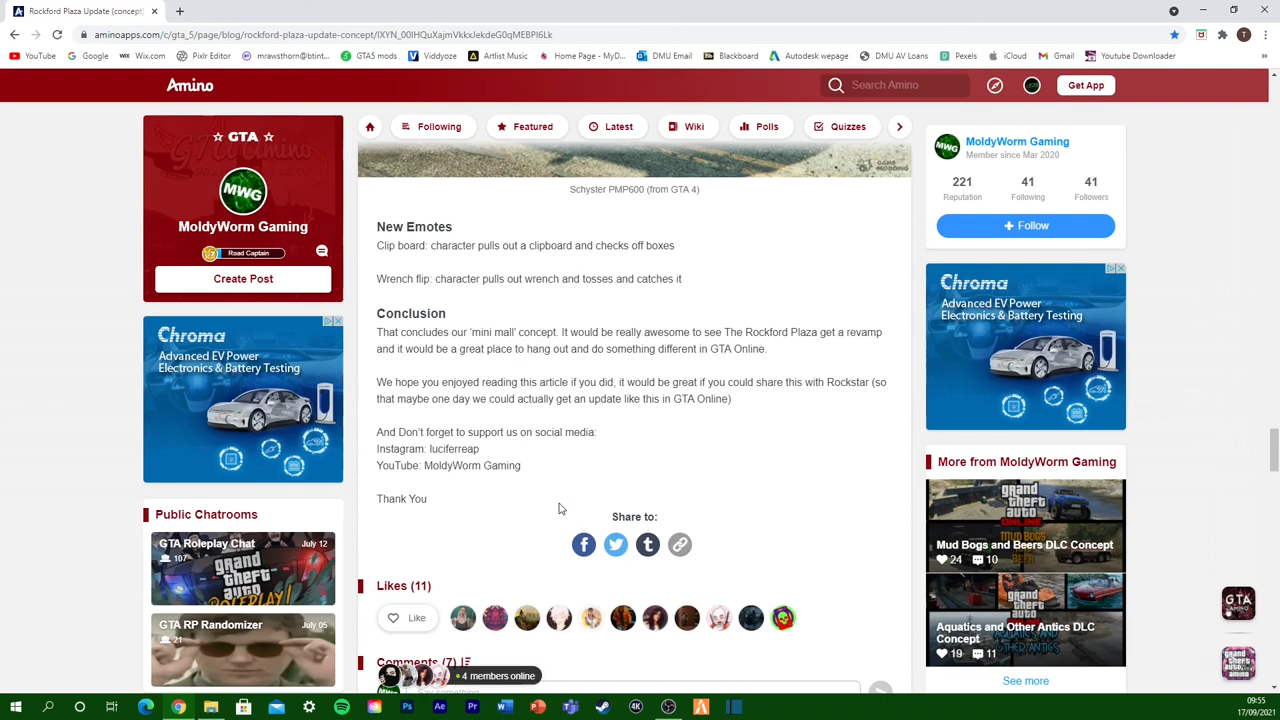 Rockford Plaza Update (concept)
aminoapps.com/c/gta_5/page/blog/rockford-plaza-update-concept/
YouTube
Google
Wix.com
Pixlr Editor
mrawsthorn@btint...
GTA5 mods
Viddyoze
Artlist Music
Home Page - MyD...
DMU Email
Blackboard
Autodesk wepage
DMU AV Loans
Pexels
iCloud
Gmail
Youtube Downloader
Amino
Search Amino
Get App
☆ GTA ☆
MWG
MoldyWorm Gaming
Road Captain
Create Post
Chroma
Advanced EV Power
Electronics & Battery Testing
Public Chatrooms
GTA Roleplay Chat
July 12
107
GTA RP Randomizer
July 05
21
Following
Featured
Latest
Wiki
Polls
Quizzes
GAME
MODDING
Schyster PMP600 (from GTA 4)
New Emotes
Clip board: character pulls out a clipboard and checks off boxes
Wrench flip: character pulls out wrench and tosses and catches it
Conclusion
That concludes our 'mini mall' concept. It would be really awesome to see The Rockford Plaza get a revamp
and it would be a great place to hang out and do something different in GTA Online.
We hope you enjoyed reading this article if you did, it would be great if you could share this with Rockstar (so
that maybe one day we could actually get an update like this in GTA Online)
And Don't forget to support us on social media:
Instagram: luciferreap
YouTube: MoldyWorm Gaming
Thank You
Share to:
Likes (11)
Like
Comments (7)
4 members online
Say something...
MWG
MoldyWorm Gaming
Member since Mar 2020
221
41
41
Reputation
Following
Followers
+ Follow
Chroma
Advanced EV Power
Electronics & Battery Testing
More from MoldyWorm Gaming
Mud Bogs and Beers DLC Concept
24
10
Aquatics and Other Antics DLC
Concept
19
11
See more
09:55
17/09/2021